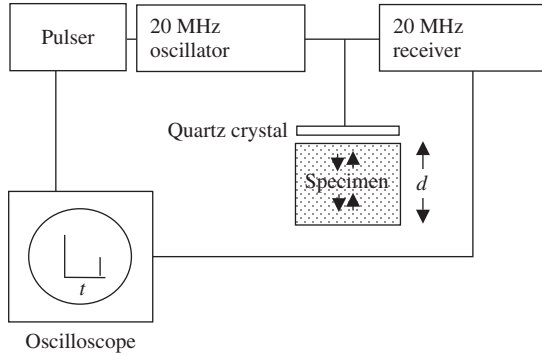 Pulser
20 MHz
oscillator
20 MHz
receiver
Quartz crystal
Specimen
d
t
Oscilloscope